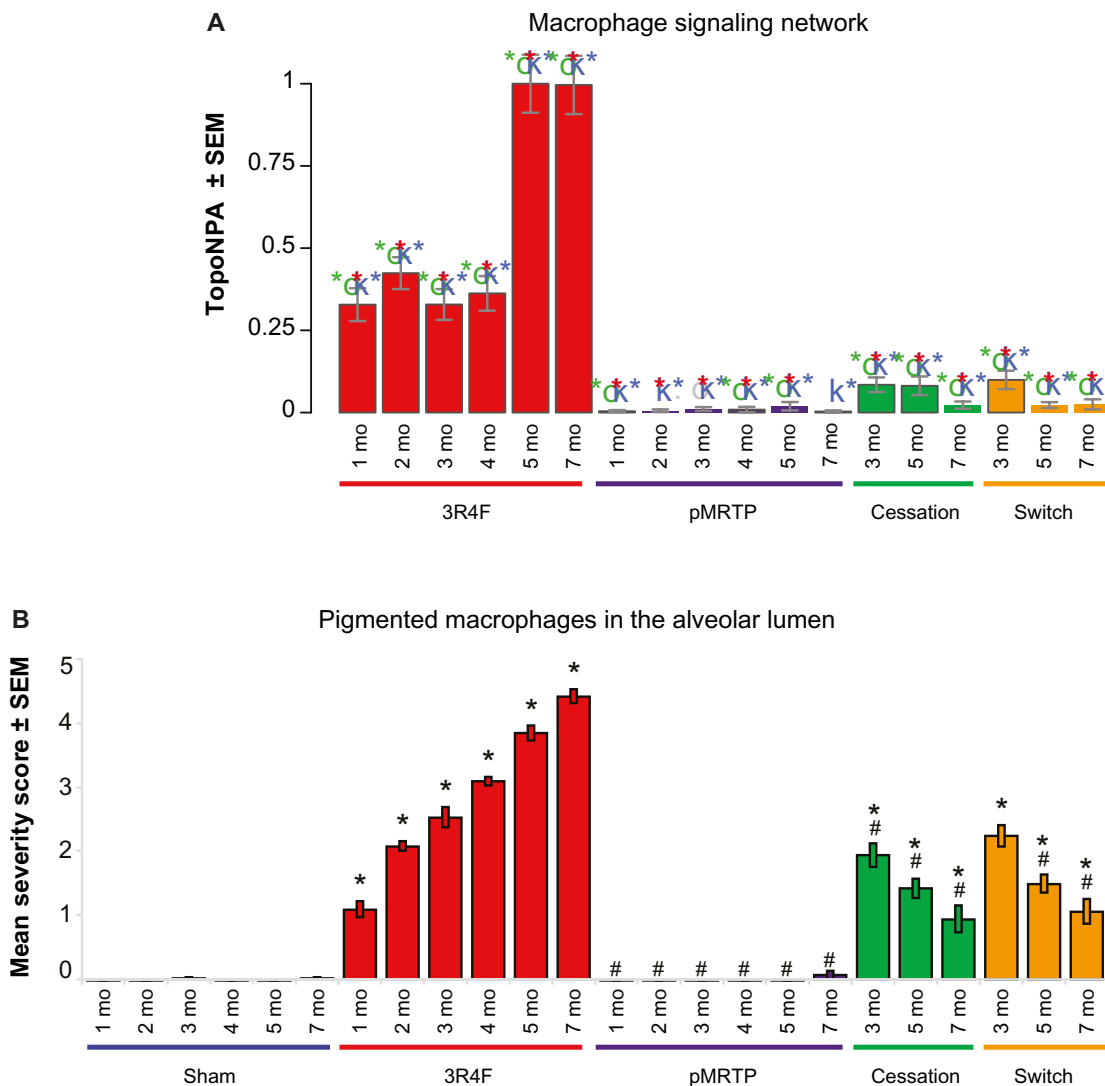 A
Macrophage signaling network
TopoNPA ± SEM
1
0.75
0.5
0.25
0
*O*K* *O*K* *O*K* *O*K* *O*K* *O*K* *O*K* *K. O*K* *O*K* *O*K* K* *O*K* *O*K* *O*K* *O*K* *O*K *O*K
1 mo 2 mo 3 mo 4 mo 5 mo 7 mo 1 mo 2 mo 3 mo 4 mo 5 mo 7 mo 3 mo 5 mo 7 mo 3 mo 5 mo 7 mo
3R4F pMRTP Cessation Switch
B
Pigmented macrophages in the alveolar lumen
Mean severity score ± SEM
5
4
3
2
1
0
* * * * * * # # # # # # * # * # * # * * # * #
1 mo 2 mo 3 mo 4 mo 5 mo 7 mo 1 mo 2 mo 3 mo 4 mo 5 mo 7 mo 1 mo 2 mo 3 mo 4 mo 5 mo 7 mo 3 mo 5 mo 7 mo 3 mo 5 mo 7 mo
Sham 3R4F pMRTP Cessation Switch